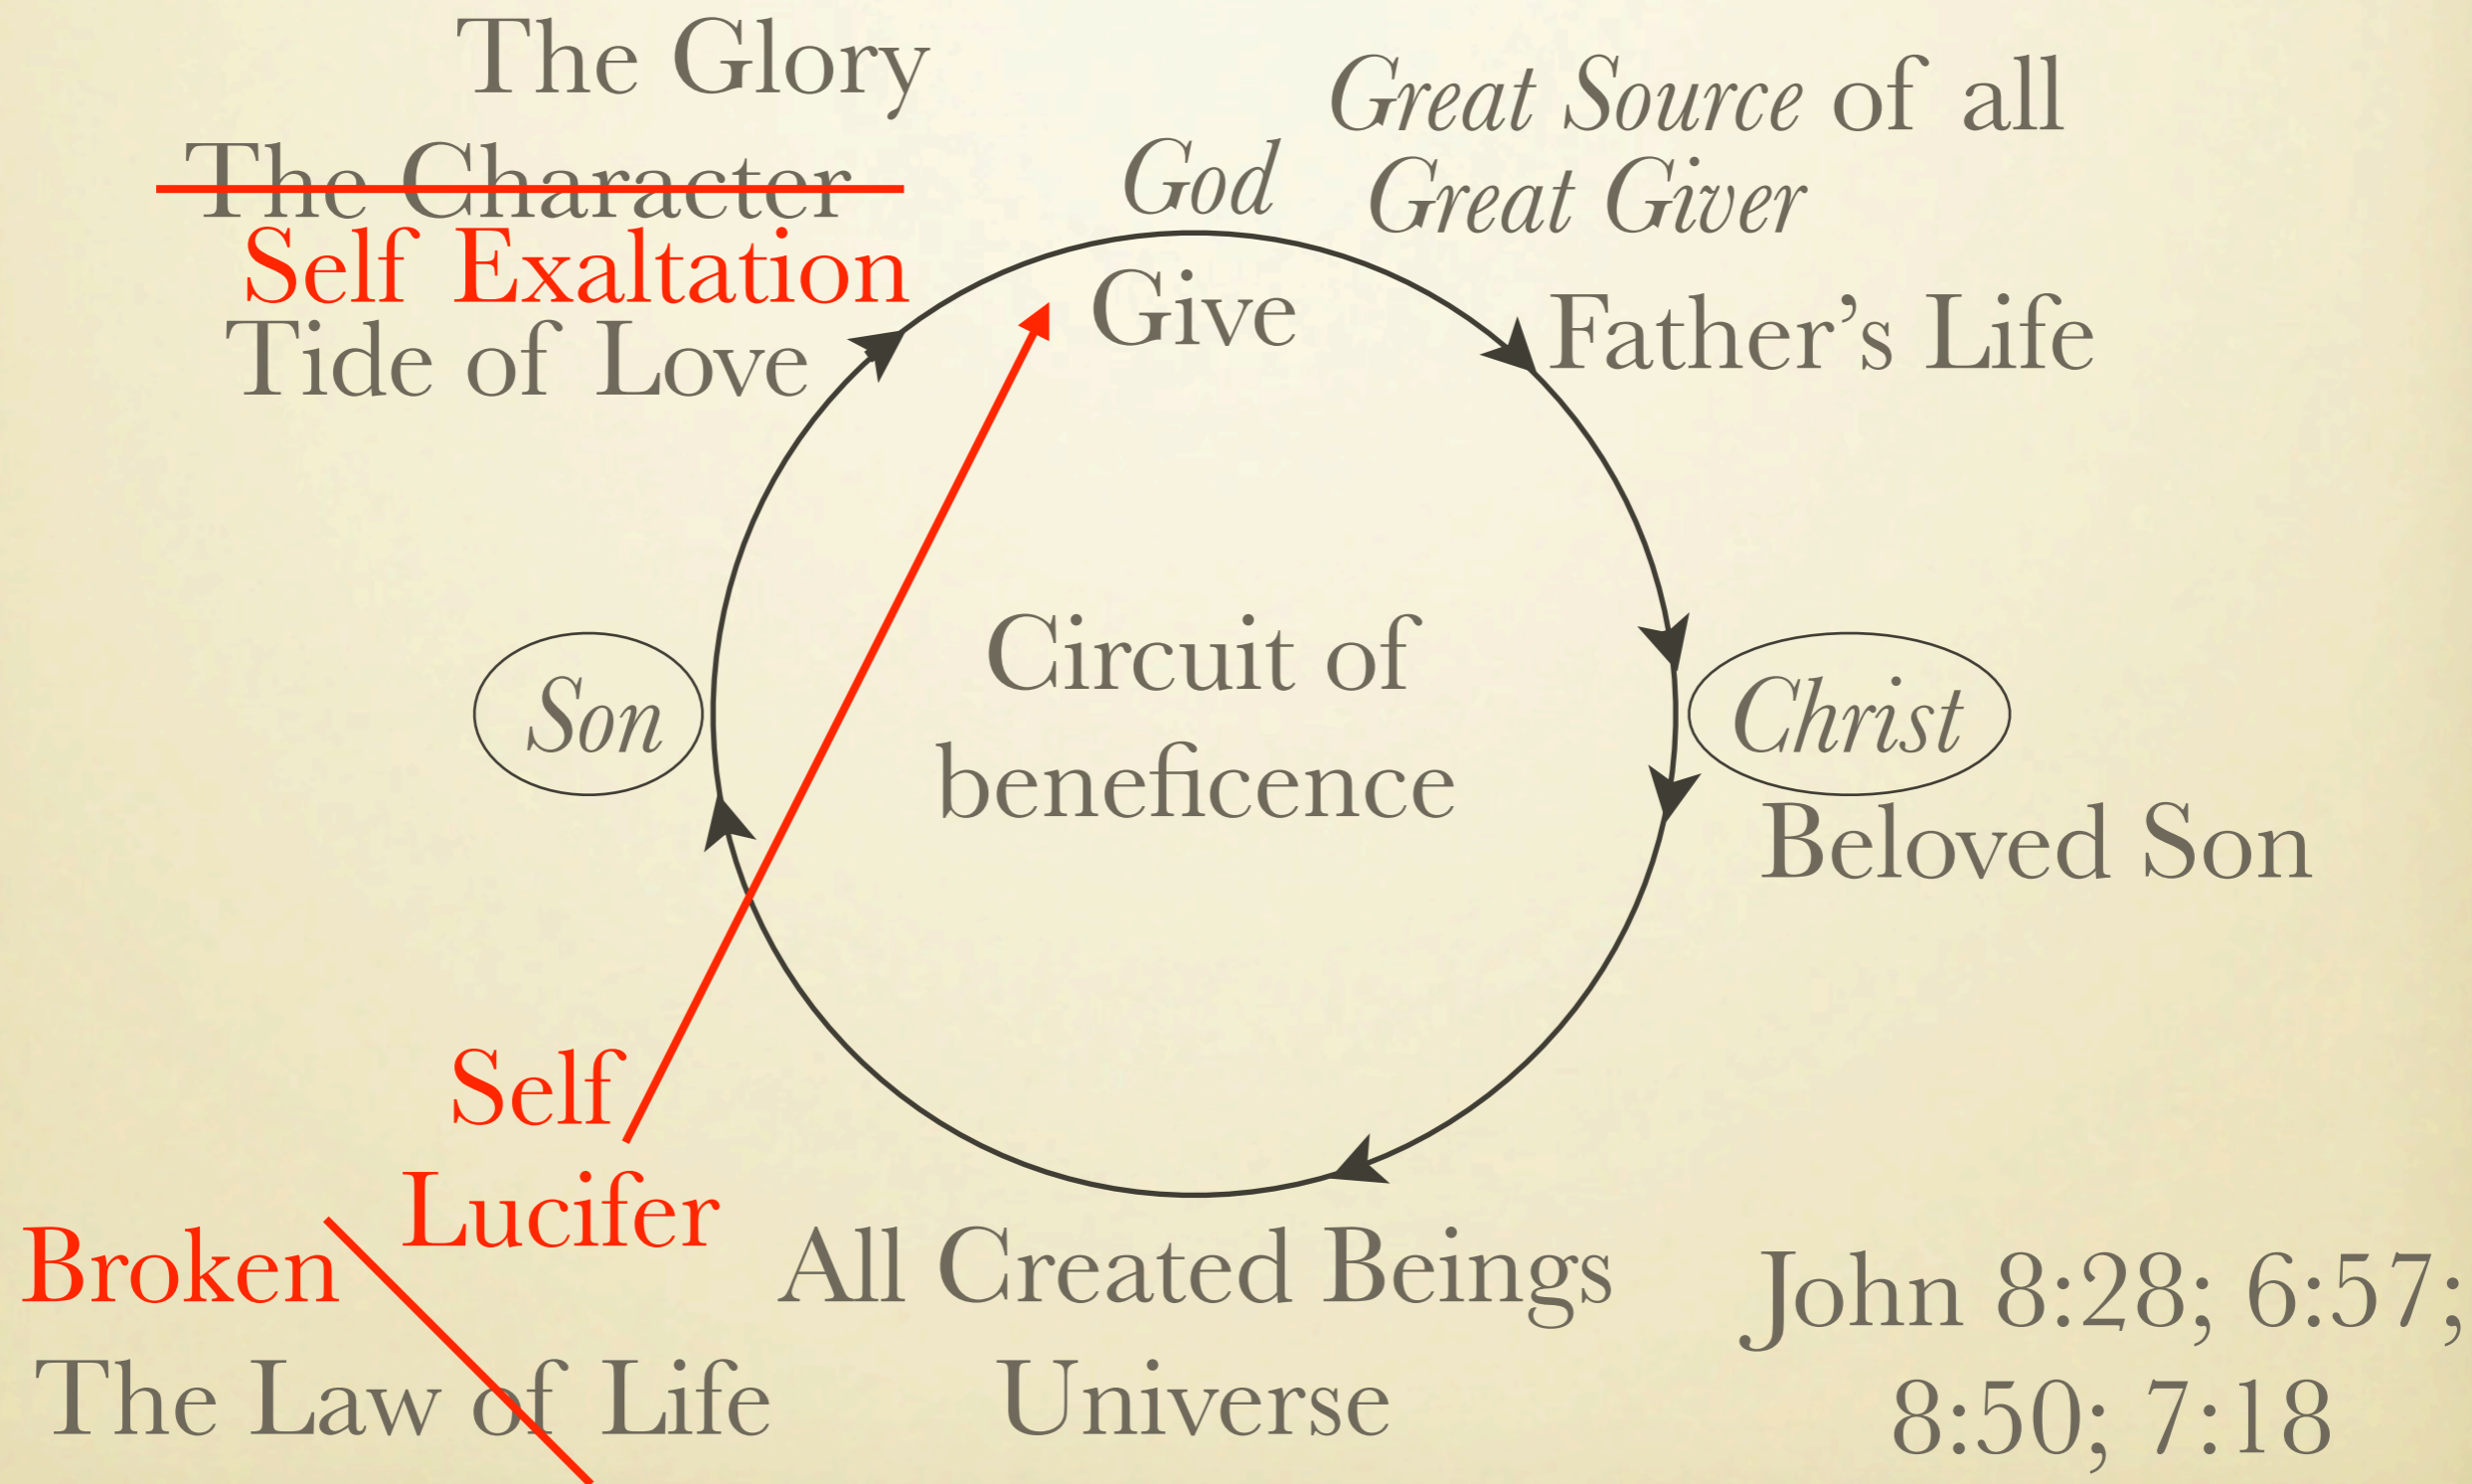 The Glory
The Character
Self Exaltation
Tide of Love
God
Great Source of all
Great Giver
Give
Father’s Life
Circuit of
beneficence
Son
Christ
Beloved Son
Self
Lucifer
Broken
The Law of Life
All Created Beings
Universe
John 8:28; 6:57;
8:50; 7:18